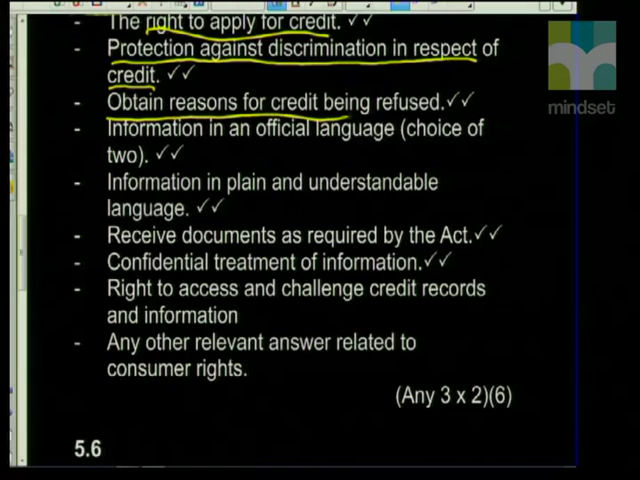 - The right to apply for credit. ✓✓
- Protection against discrimination in respect of
credit. ✓✓
- Obtain reasons for credit being refused.✓✓
- Information in an official language (choice of
two). ✓✓
- Information in plain and understandable
language. ✓✓
- Receive documents as required by the Act.✓✓
- Confidential treatment of information.✓✓
- Right to access and challenge credit records
and information
- Any other relevant answer related to
consumer rights.
(Any 3 x 2)(6)
5.6
mindset